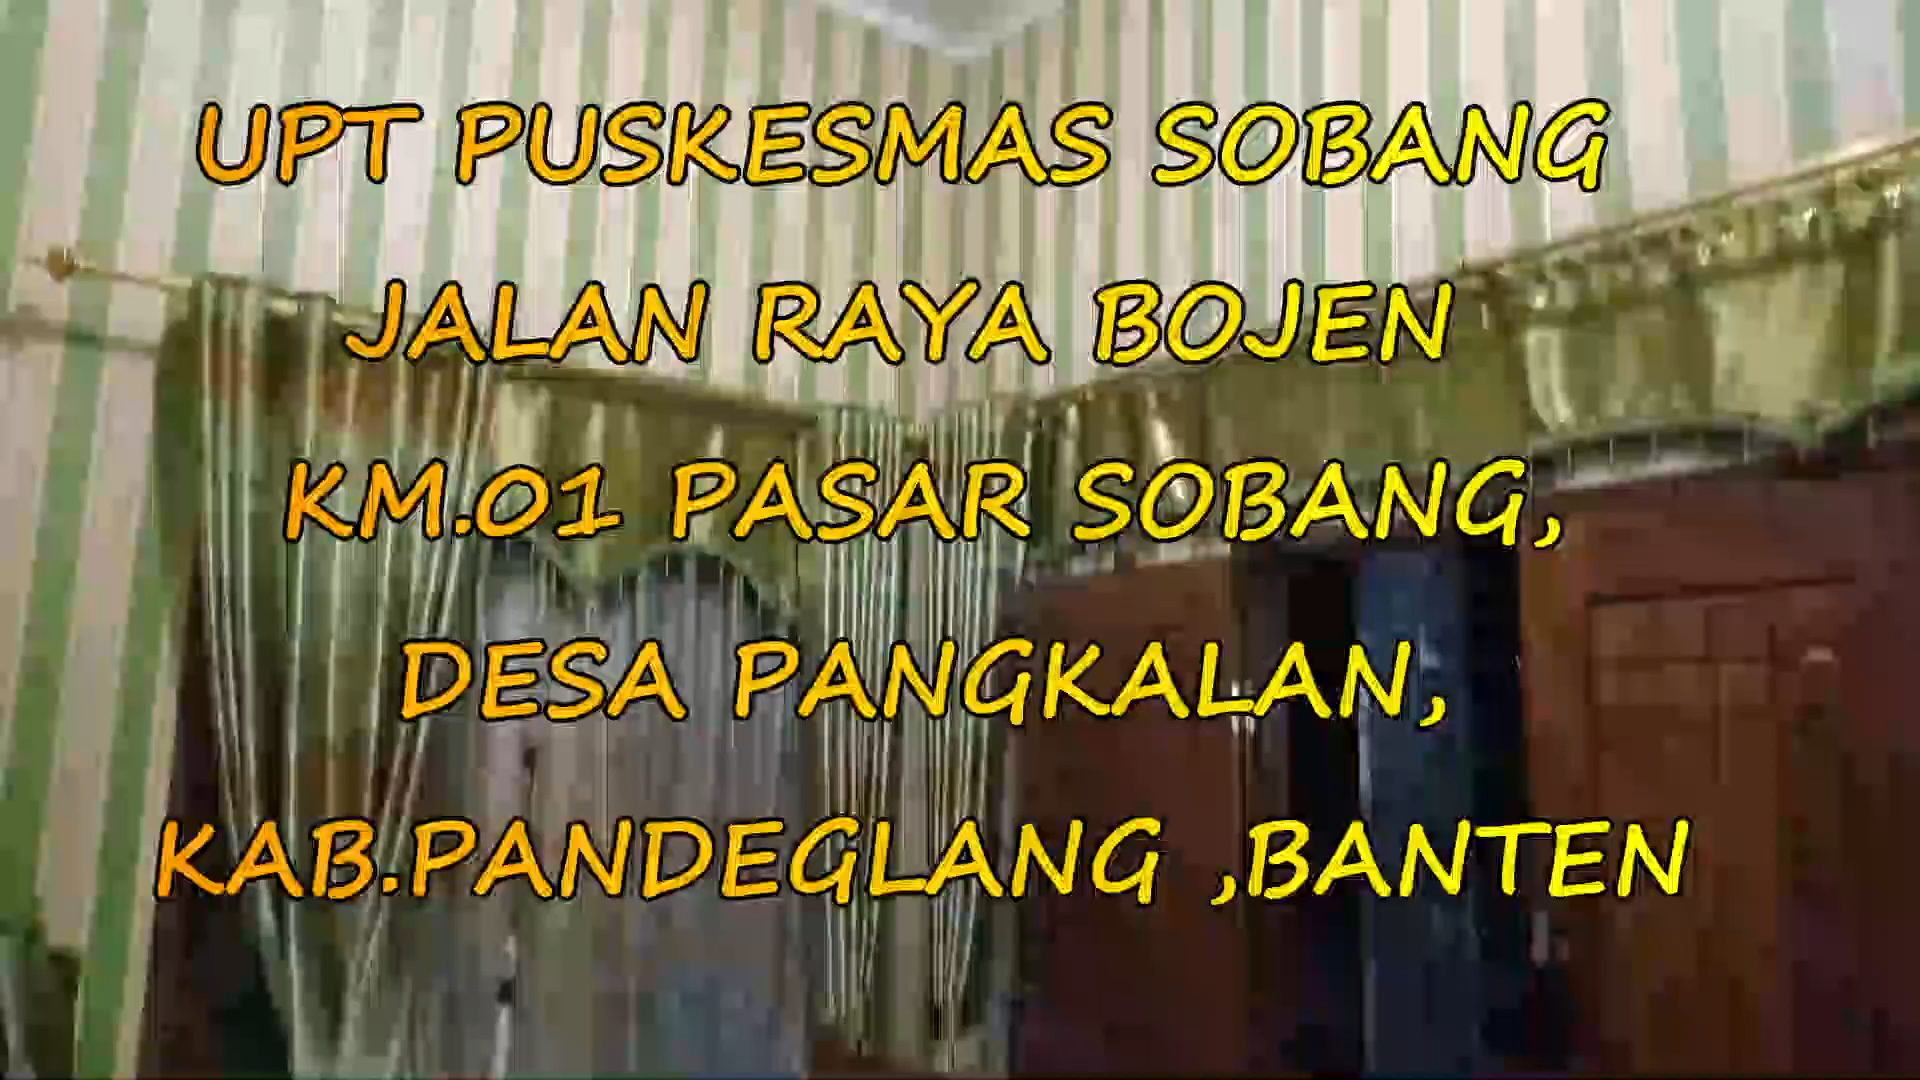 UPT PUSKESMAS SOBANG
JALAN RAYA BOJEN
KM.01 PASAR SOBANG,
DESA PANGKALAN,
KAB.PANDEGLANG ,BANTEN